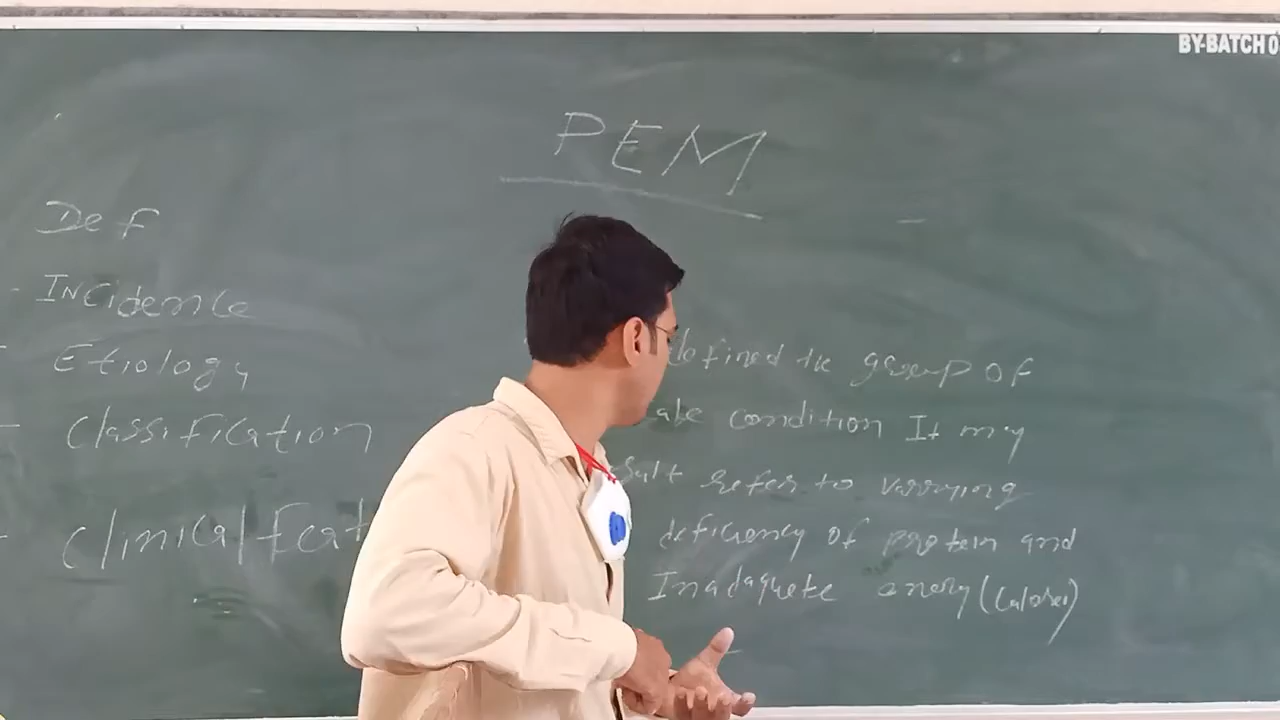 BY-BATCH 0
PEM
Def
- Incidence
- Etiology
- Classification
- Clinical Feat
defined the group of
condition It may
sult refer to varrying
deficiency of protein and
Inadaquete energy (calories)